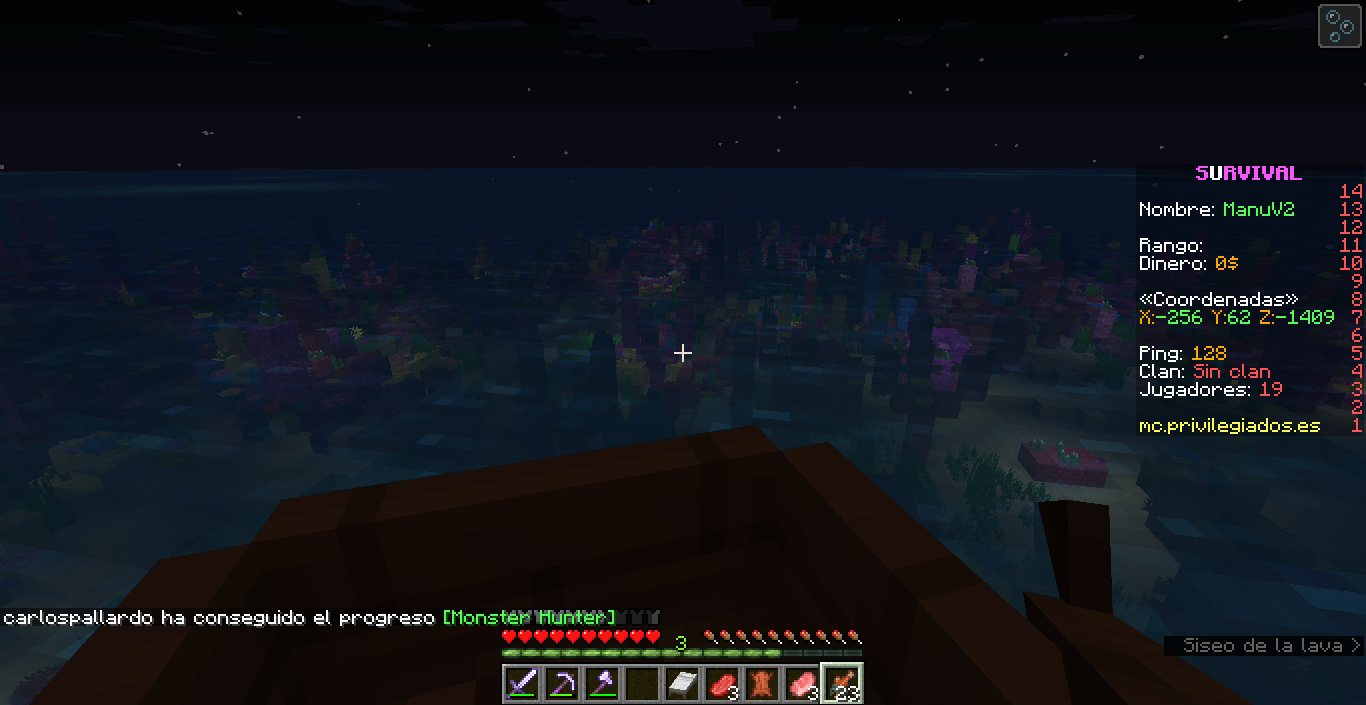 SURVIVAL
14
Nombre: ManuV2 13
12
Rango: 11
Dinero: 0$ 10
9
«Coordenadas» 8
X:-256 Y:62 Z:-1409 7
6
Ping: 128 5
Clan: Sin clan 4
Jugadores: 19 3
2
mc.privilegiados.es 1
carlospallardo ha conseguido el progreso [Monster Hunter]
3
Siseo de la lava >
3 3 23